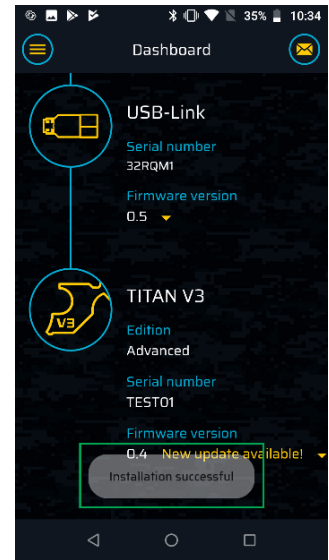 35% 10:34
Dashboard
USB-Link
Serial number
32RQM1
Firmware version
0.5
V3
TITAN V3
Edition
Advanced
Serial number
TEST01
Firmware version
0.4 New update available!
Installation successful